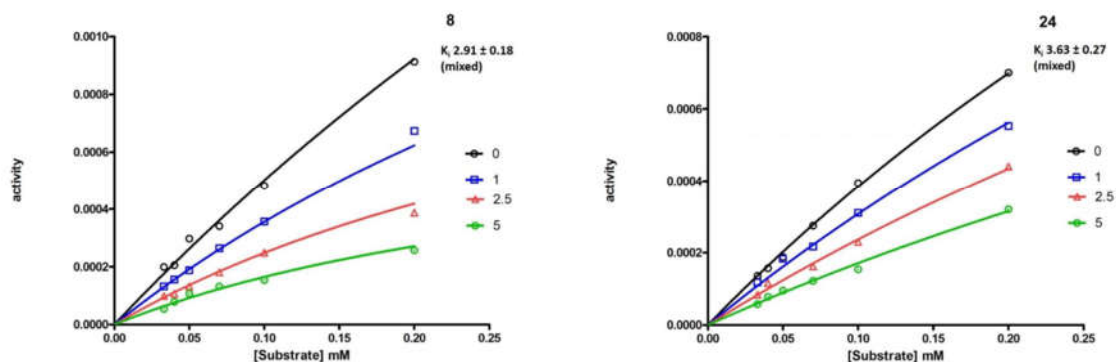 8
Kᵢ 2.91 ± 0.18
(mixed)
0.0010
0.0008
0.0006
0.0004
0.0002
0.0000
activity
0
1
2.5
5
0.00 0.05 0.10 0.15 0.20 0.25
[Substrate] mM
24
Kᵢ 3.63 ± 0.27
(mixed)
0.0008
0.0006
0.0004
0.0002
0.0000
activity
0
1
2.5
5
0.00 0.05 0.10 0.15 0.20 0.25
[Substrate] mM